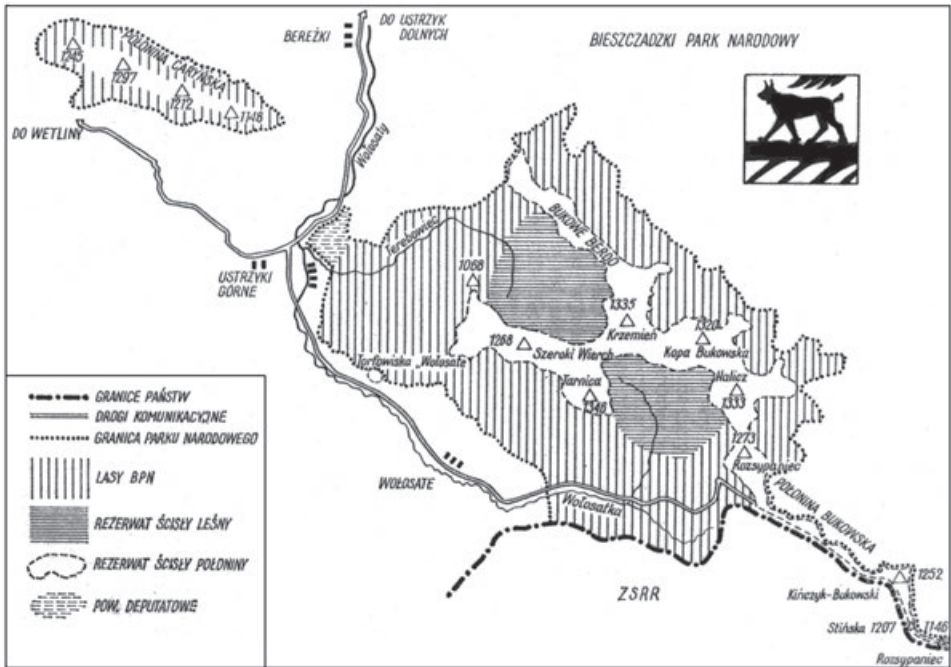 DO USTRZYK
DOLNYCH
BEREŻKI
BIESZCZADZKI PARK NARODOWY
POŁONINA CARYŃSKA
1245
1297
1212
1148
DO WETLINY
Wołosaty
Terebowiec
BUKOWE BERDO
USTRZYKI
GÓRNE
1068
1335
Krzemień
1320
Kopa Bukowska
1268
Szeroki Wierch
Torfowiska „Wołosate
Tarnica
1346
Halicz
1333
1273
Rozsypaniec
WOŁOSATE
Wołosatka
POŁONINA BUKOWSKA
ZSRR
1252
Kińczyk-Bukowski
Stińska 1207
1146
Rozsypaniec
GRANICE PAŃSTW
DROGI KOMUNIKACYJNE
GRANICA PARKU NARODOWEGO
LASY BPN
REZERWAT ŚCISŁY LEŚNY
REZERWAT ŚCISŁY POŁONINY
POW. DEPUTATOWE